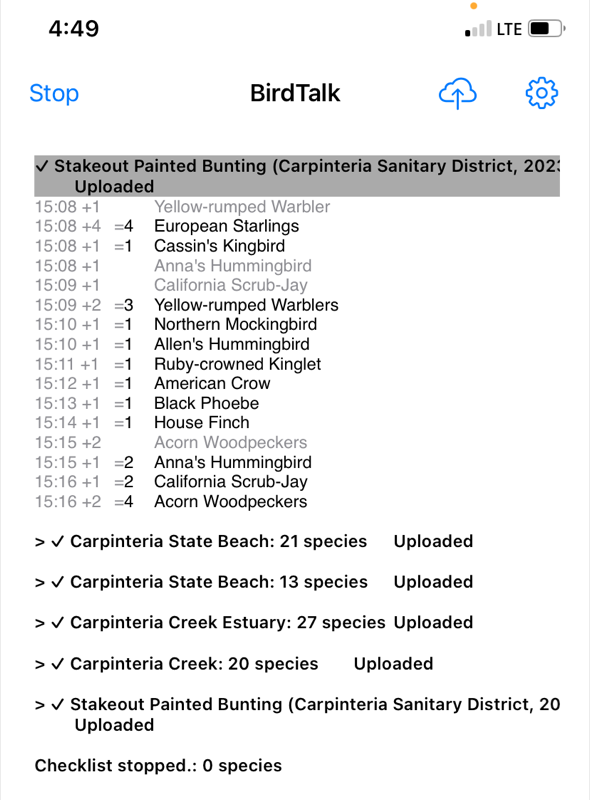 4:49
LTE
Stop BirdTalk
✓ Stakeout Painted Bunting (Carpinteria Sanitary District, 202
Uploaded
15:08 +1 Yellow-rumped Warbler
15:08 +4 =4 European Starlings
15:08 +1 =1 Cassin's Kingbird
15:08 +1 Anna's Hummingbird
15:09 +1 California Scrub-Jay
15:09 +2 =3 Yellow-rumped Warblers
15:10 +1 =1 Northern Mockingbird
15:10 +1 =1 Allen's Hummingbird
15:11 +1 =1 Ruby-crowned Kinglet
15:12 +1 =1 American Crow
15:13 +1 =1 Black Phoebe
15:14 +1 =1 House Finch
15:15 +2 Acorn Woodpeckers
15:15 +1 =2 Anna's Hummingbird
15:16 +1 =2 California Scrub-Jay
15:16 +2 =4 Acorn Woodpeckers
> ✓ Carpinteria State Beach: 21 species Uploaded
> ✓ Carpinteria State Beach: 13 species Uploaded
> ✓ Carpinteria Creek Estuary: 27 species Uploaded
> ✓ Carpinteria Creek: 20 species Uploaded
> ✓ Stakeout Painted Bunting (Carpinteria Sanitary District, 20
Uploaded
Checklist stopped.: 0 species